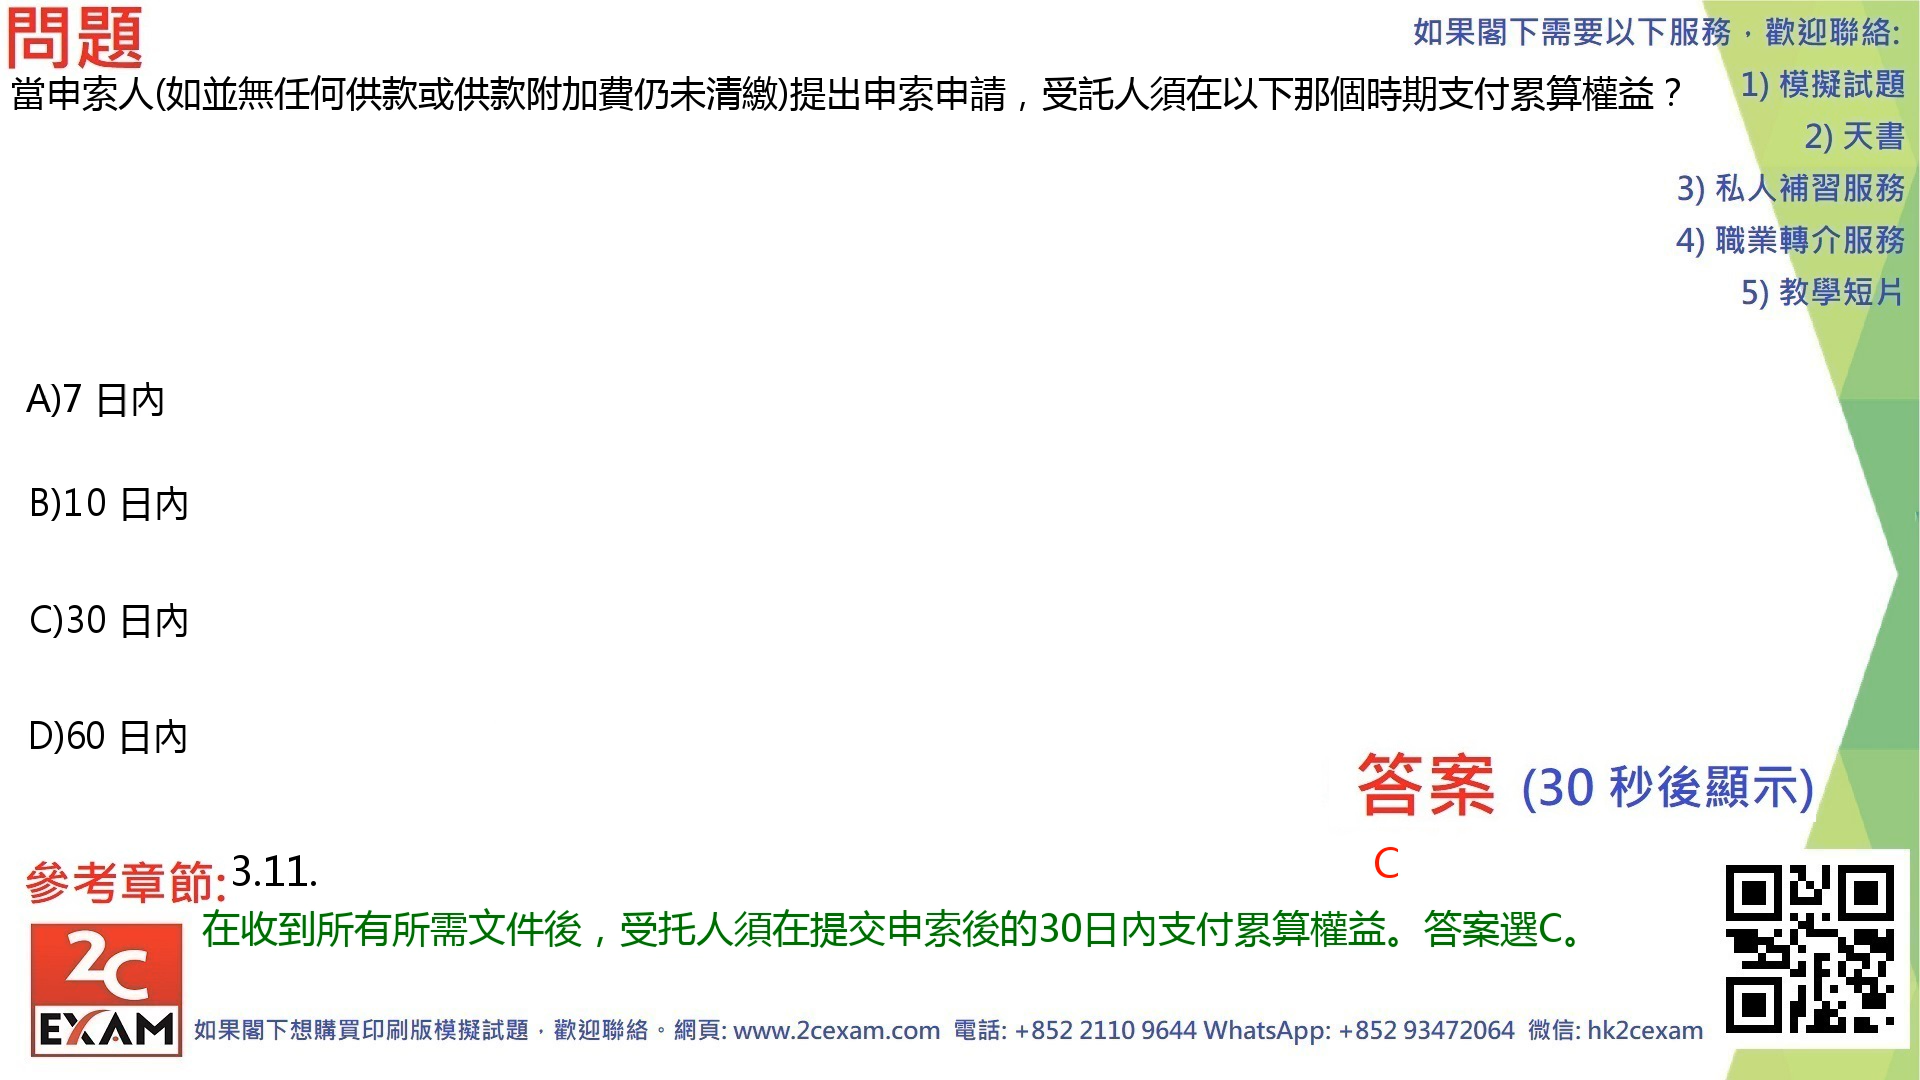 問題
如果閣下需要以下服務，歡迎聯絡:
當申索人(如並無任何供款或供款附加費仍未清繳)提出申索申請，受託人須在以下那個時期支付累算權益？
1) 模擬試題
2) 天書
3) 私人補習服務
4) 職業轉介服務
5) 教學短片
A)7 日內
B)10 日內
C)30 日內
D)60 日內
答案 (30 秒後顯示)
C
參考章節:3.11.
在收到所有所需文件後，受托人須在提交申索後的30日內支付累算權益。答案選C。
2C
EXAM
如果閣下想購買印刷版模擬試題，歡迎聯絡。網頁: www.2cexam.com 電話: +852 2110 9644 WhatsApp: +852 93472064 微信: hk2cexam